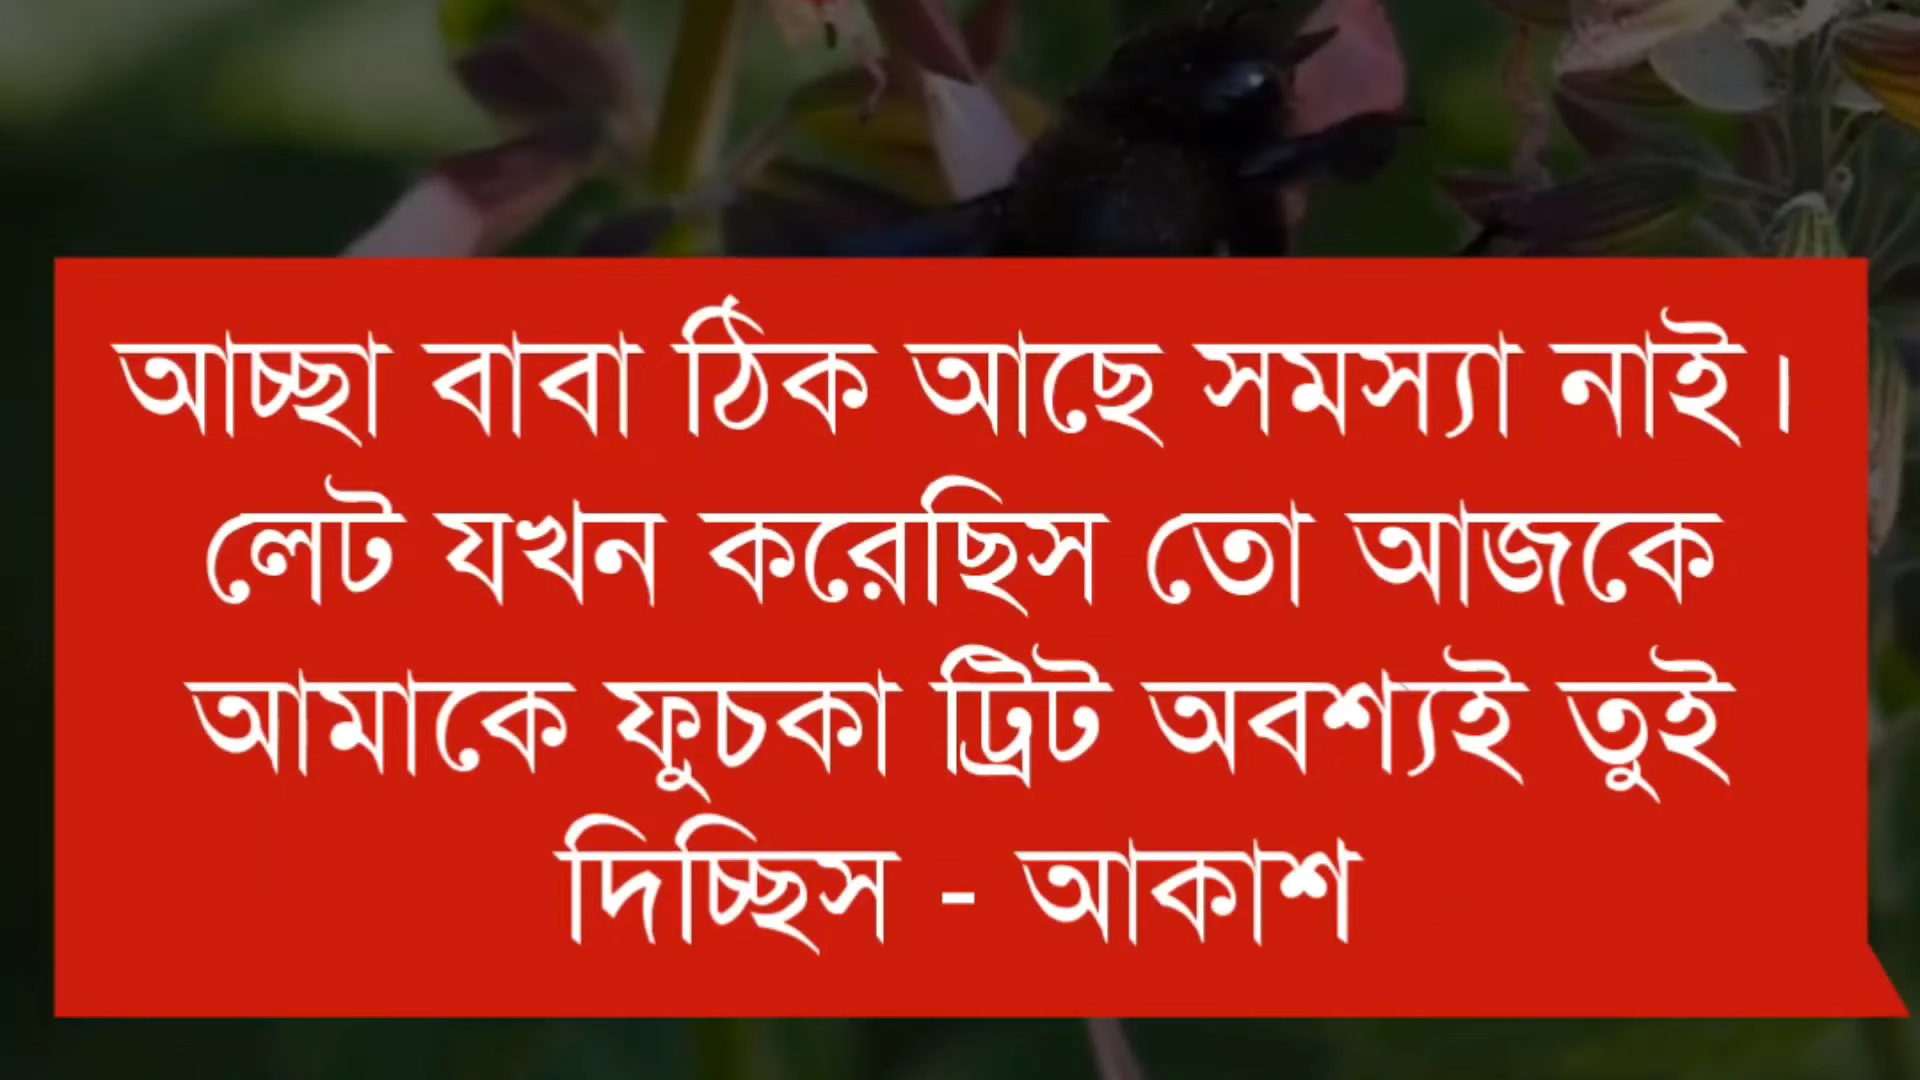 আচ্ছা বাবা ঠিক আছে সমস্যা নাই।
লেট যখন করেছিস তো আজকে
আমাকে ফুচকা ট্রিট অবশ্যই তুই
দিচ্ছিস - আকাশ